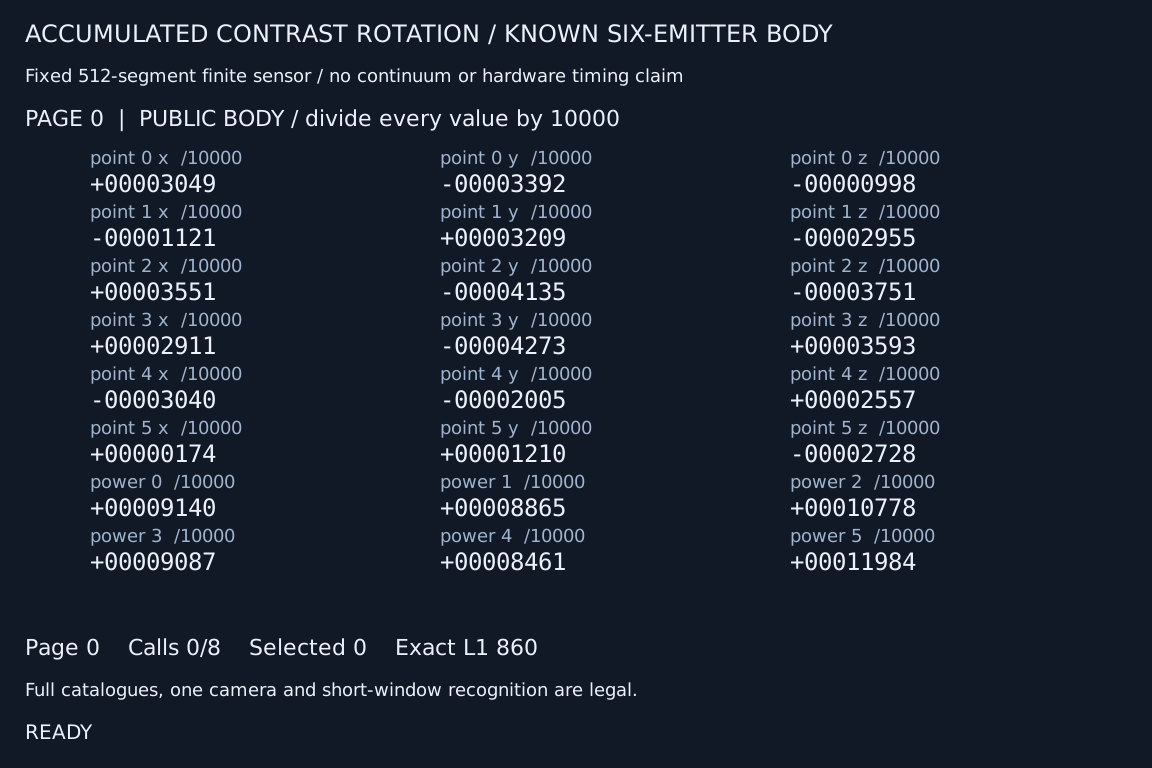 ACCUMULATED CONTRAST ROTATION / KNOWN SIX-EMITTER BODY
Fixed 512-segment finite sensor / no continuum or hardware timing claim
PAGE 0 | PUBLIC BODY / divide every value by 10000
point 0 x /10000 point 0 y /10000 point 0 z /10000
+00003049 -00003392 -00000998
point 1 x /10000 point 1 y /10000 point 1 z /10000
-00001121 +00003209 -00002955
point 2 x /10000 point 2 y /10000 point 2 z /10000
+00003551 -00004135 -00003751
point 3 x /10000 point 3 y /10000 point 3 z /10000
+00002911 -00004273 +00003593
point 4 x /10000 point 4 y /10000 point 4 z /10000
-00003040 -00002005 +00002557
point 5 x /10000 point 5 y /10000 point 5 z /10000
+00000174 +00001210 -00002728
power 0 /10000 power 1 /10000 power 2 /10000
+00009140 +00008865 +00010778
power 3 /10000 power 4 /10000 power 5 /10000
+00009087 +00008461 +00011984
Page 0 Calls 0/8 Selected 0 Exact L1 860
Full catalogues, one camera and short-window recognition are legal.
READY